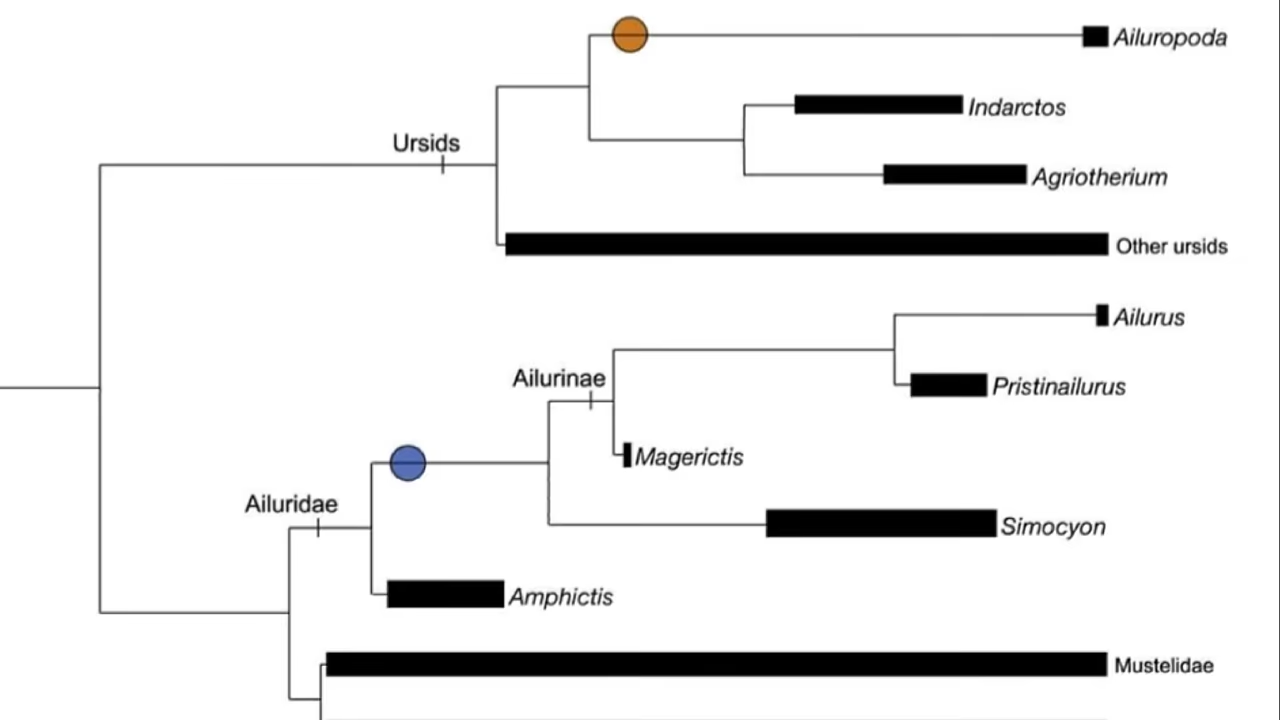 Ailuropoda
Indarctos
Ursids
Agriotherium
Other ursids
Ailurus
Ailurinae
Pristinailurus
Magerictis
Ailuridae
Simocyon
Amphictis
Mustelidae